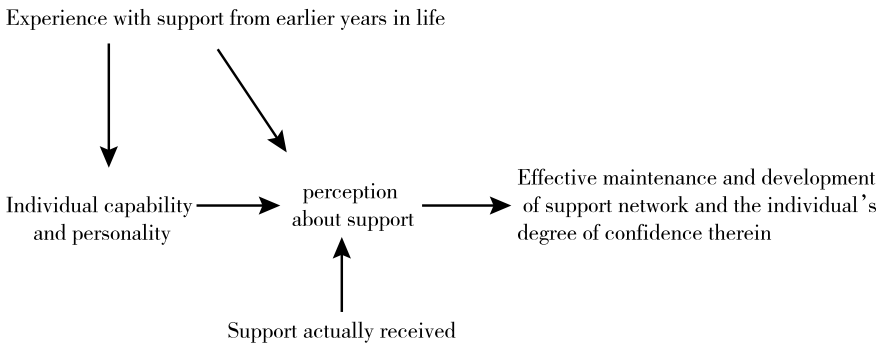 Experience with support from earlier years in life
Individual capability
and personality
perception
about support
Effective maintenance and development
of support network and the individual's
degree of confidence therein
Support actually received